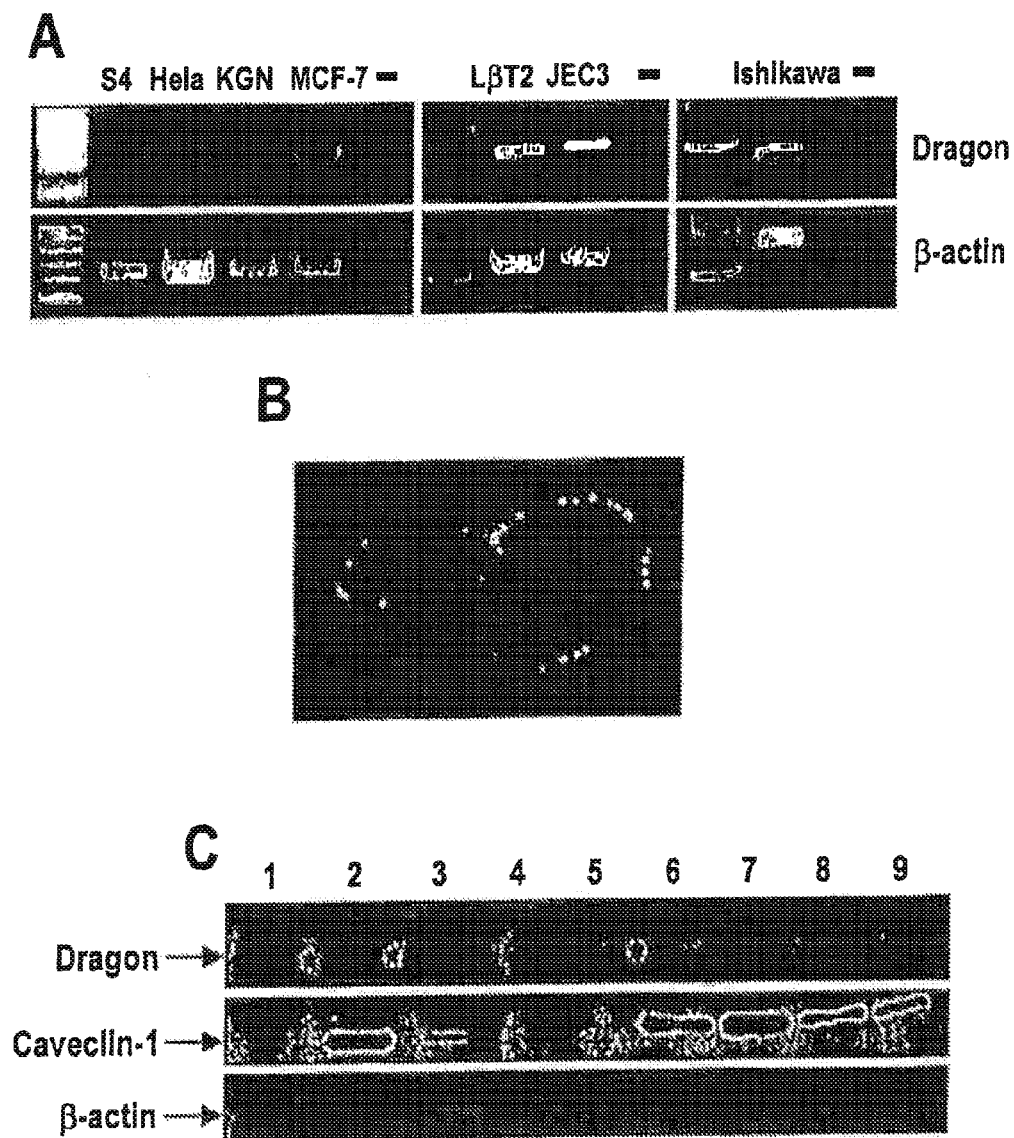 A
S4 Hela KGN MCF-7 – LβT2 JEC3 – Ishikawa –
Dragon
β-actin
B
C
1 2 3 4 5 6 7 8 9
Dragon
Caveclin-1
β-actin